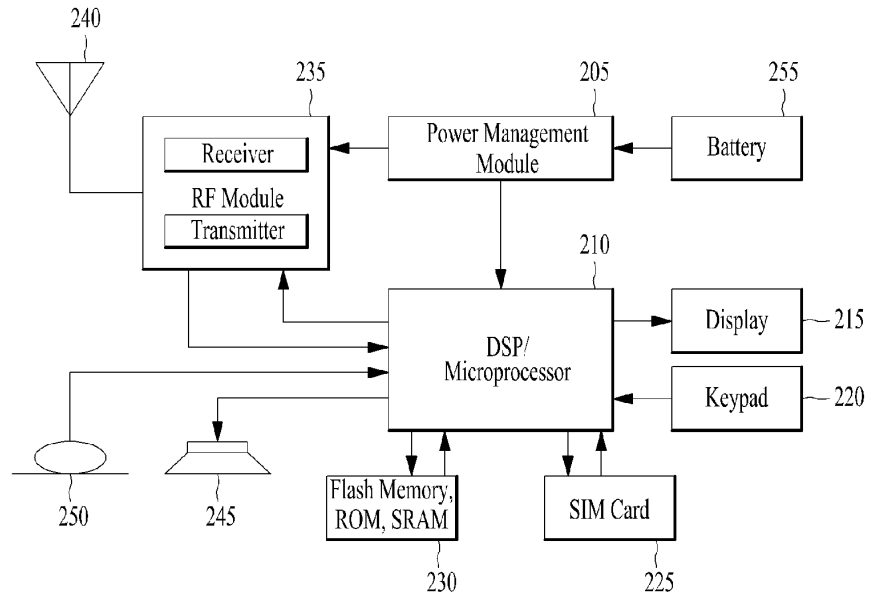 240
235
205
255
Receiver
RF Module
Transmitter
Power Management
Module
Battery
210
DSP/
Microprocessor
Display
215
Keypad
220
250
245
Flash Memory,
ROM, SRAM
230
SIM Card
225